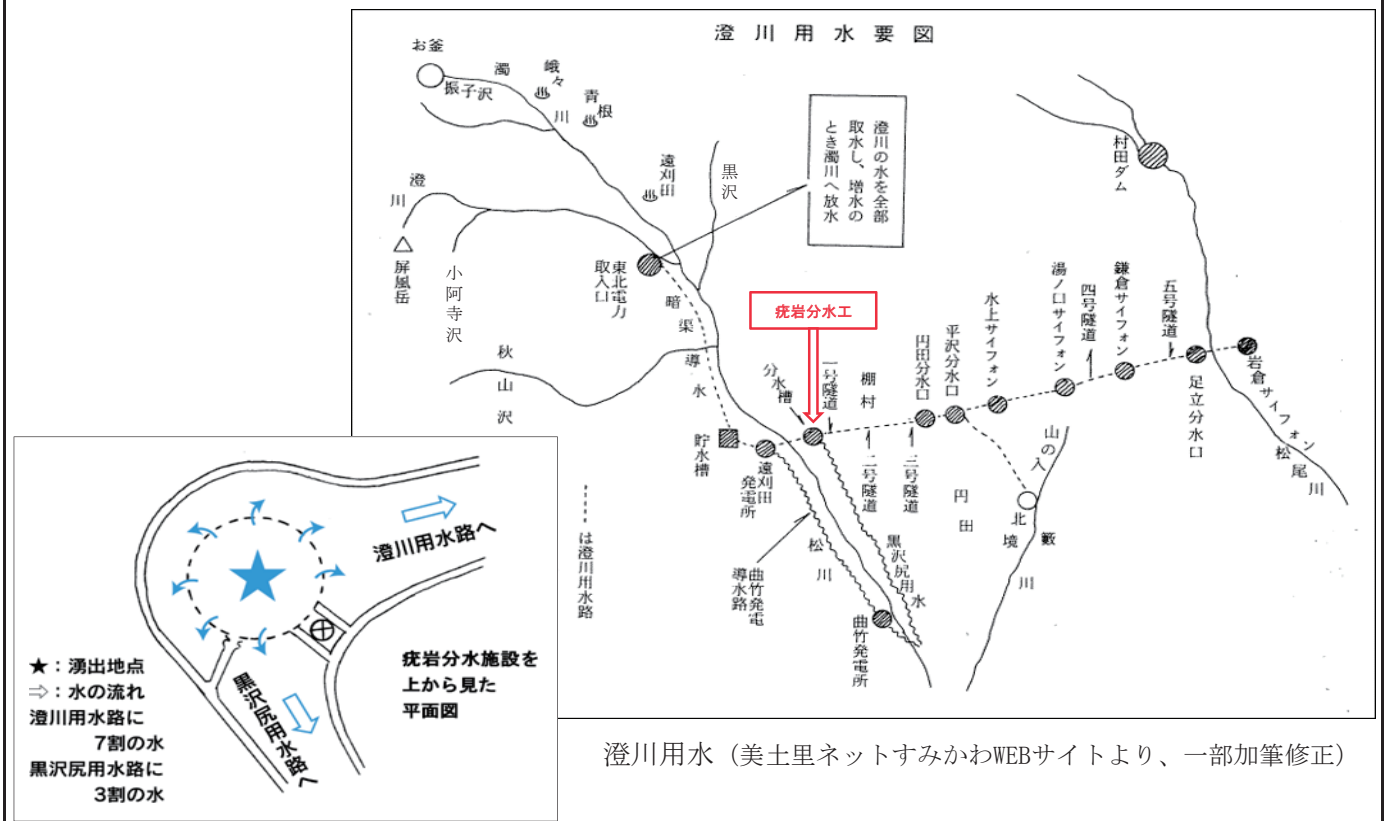 澄川用水要図
お釜
振子沢
濁川
峨々
青根
遠刈田
黒沢
澄川の水を全部
取水し、増水の
とき濁川へ放水
村田ダム
澄川
屏風岳
小阿寺沢
東北電力
取入口
暗渠導水
秋山沢
疣岩分水工
分水槽
一号隧道
棚村
二号隧道
三号隧道
円田分水口
平沢分水口
水上サイフォン
湯ノ口サイフォン
四号隧道
鎌倉サイフォン
五号隧道
足立分水口
岩倉サイフォン
松尾川
貯水槽
遠刈田
発電所
山の入
円田
北境
藪川
は澄川用水路
曲竹発電
導水路
松川
黒沢尻用水
曲竹発電所
澄川用水路へ
黒沢尻用水路へ
疣岩分水施設を
上から見た
平面図
★：湧出地点
⇨：水の流れ
澄川用水路に
7割の水
黒沢尻用水路に
3割の水
澄川用水（美土里ネットすみかわWEBサイトより、一部加筆修正）